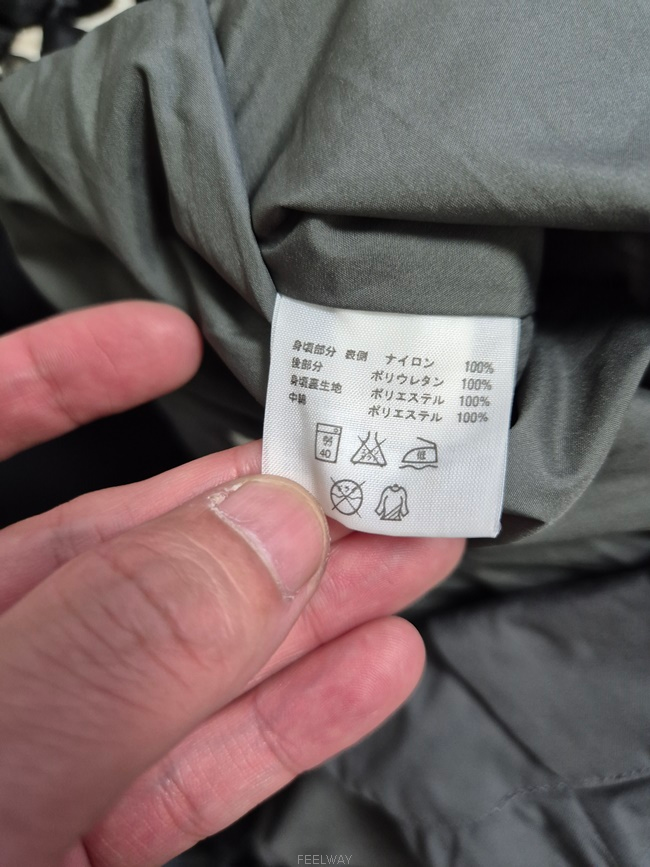 身頃部分 表側 ナイロン 100%
後部分 ポリウレタン 100%
身頃裏生地 ポリエステル 100%
中綿 ポリエステル 100%
弱
40
低
FEELWAY